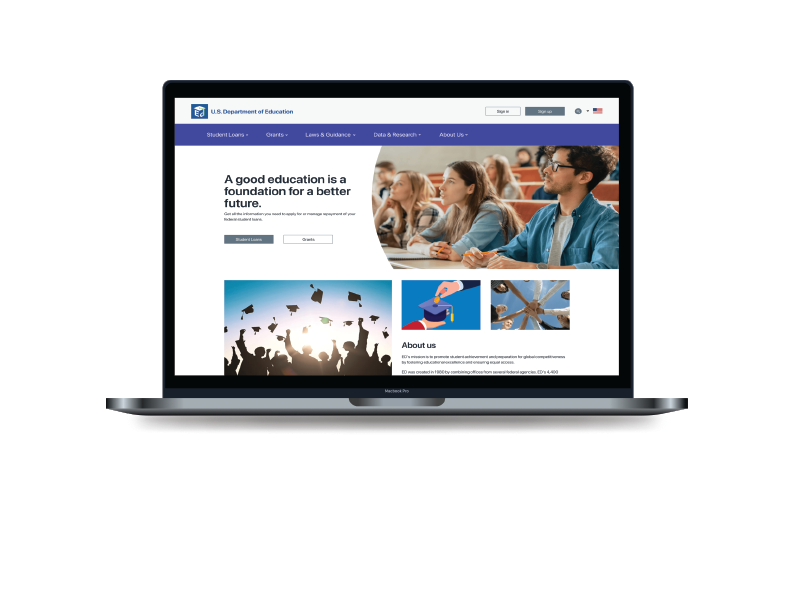 ED
U.S. Department of Education
Sign in
Sign up
Student Loans
Grants
Laws & Guidance
Data & Research
About Us
A good education is a
foundation for a better
future.
Get all the information you need to apply for or manage repayment of your
federal student loans.
Student Loans
Grants
About us
ED's mission is to promote student achievement and preparation for global competitiveness
by fostering educational excellence and ensuring equal access.
ED was created in 1980 by combining offices from several federal agencies. ED's 4,400
Macbook Pro